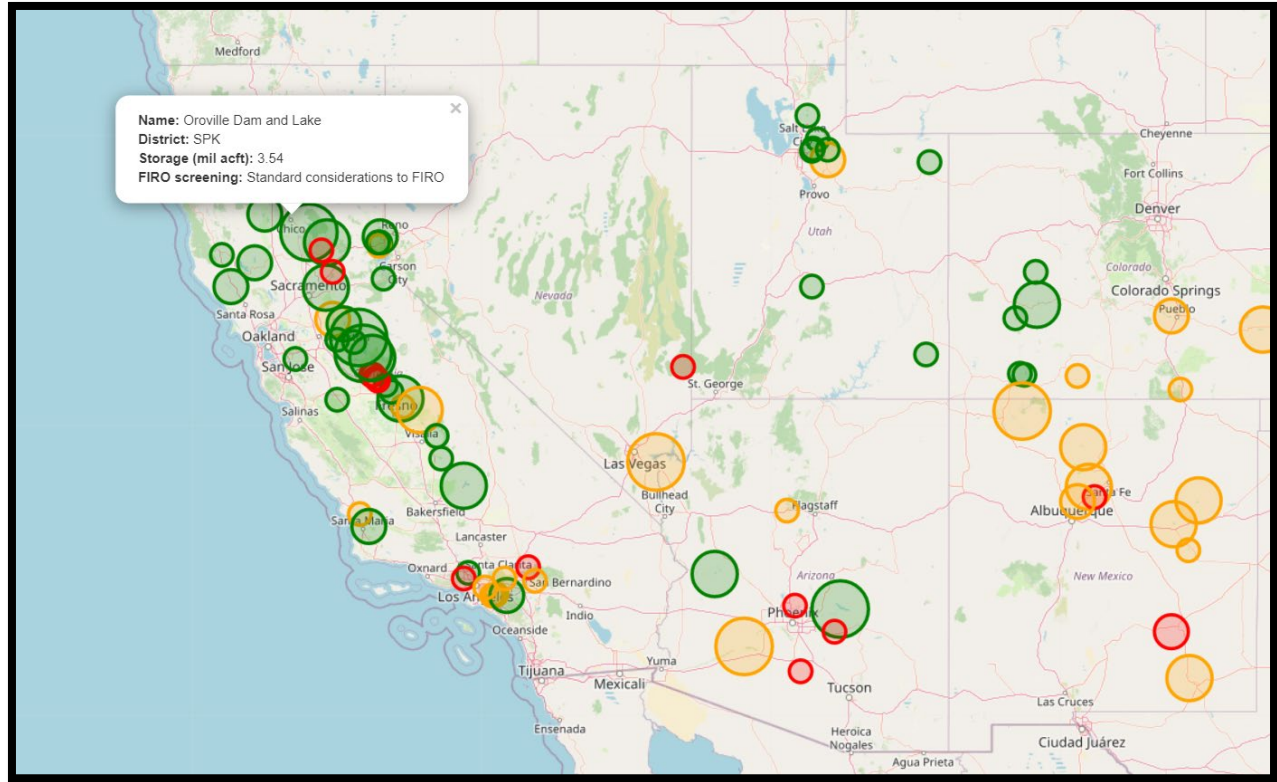 Medford
Name: Oroville Dam and Lake
District: SPK
Storage (mil acft): 3.54
FIRO screening: Standard considerations to FIRO
×
Cheyenne
Fort Collins
Provo
Denver
Utah
Reno
Carson
City
Colorado
Colorado Springs
Sacramento
Nevada
Pueblo
Santa Rosa
Oakland
San Jose
St. George
Salinas
Fresno
Visalia
Las Vegas
Bullhead
City
Flagstaff
Santa Fe
Albuquerque
Santa Maria
Bakersfield
Lancaster
Oxnard
Santa Clarita
San Bernardino
Los Angeles
Arizona
New Mexico
Indio
Phoenix
Oceanside
Yuma
Tijuana
Mexicali
Tucson
Las Cruces
Ensenada
Heroica
Nogales
Ciudad Juárez
Agua Prieta